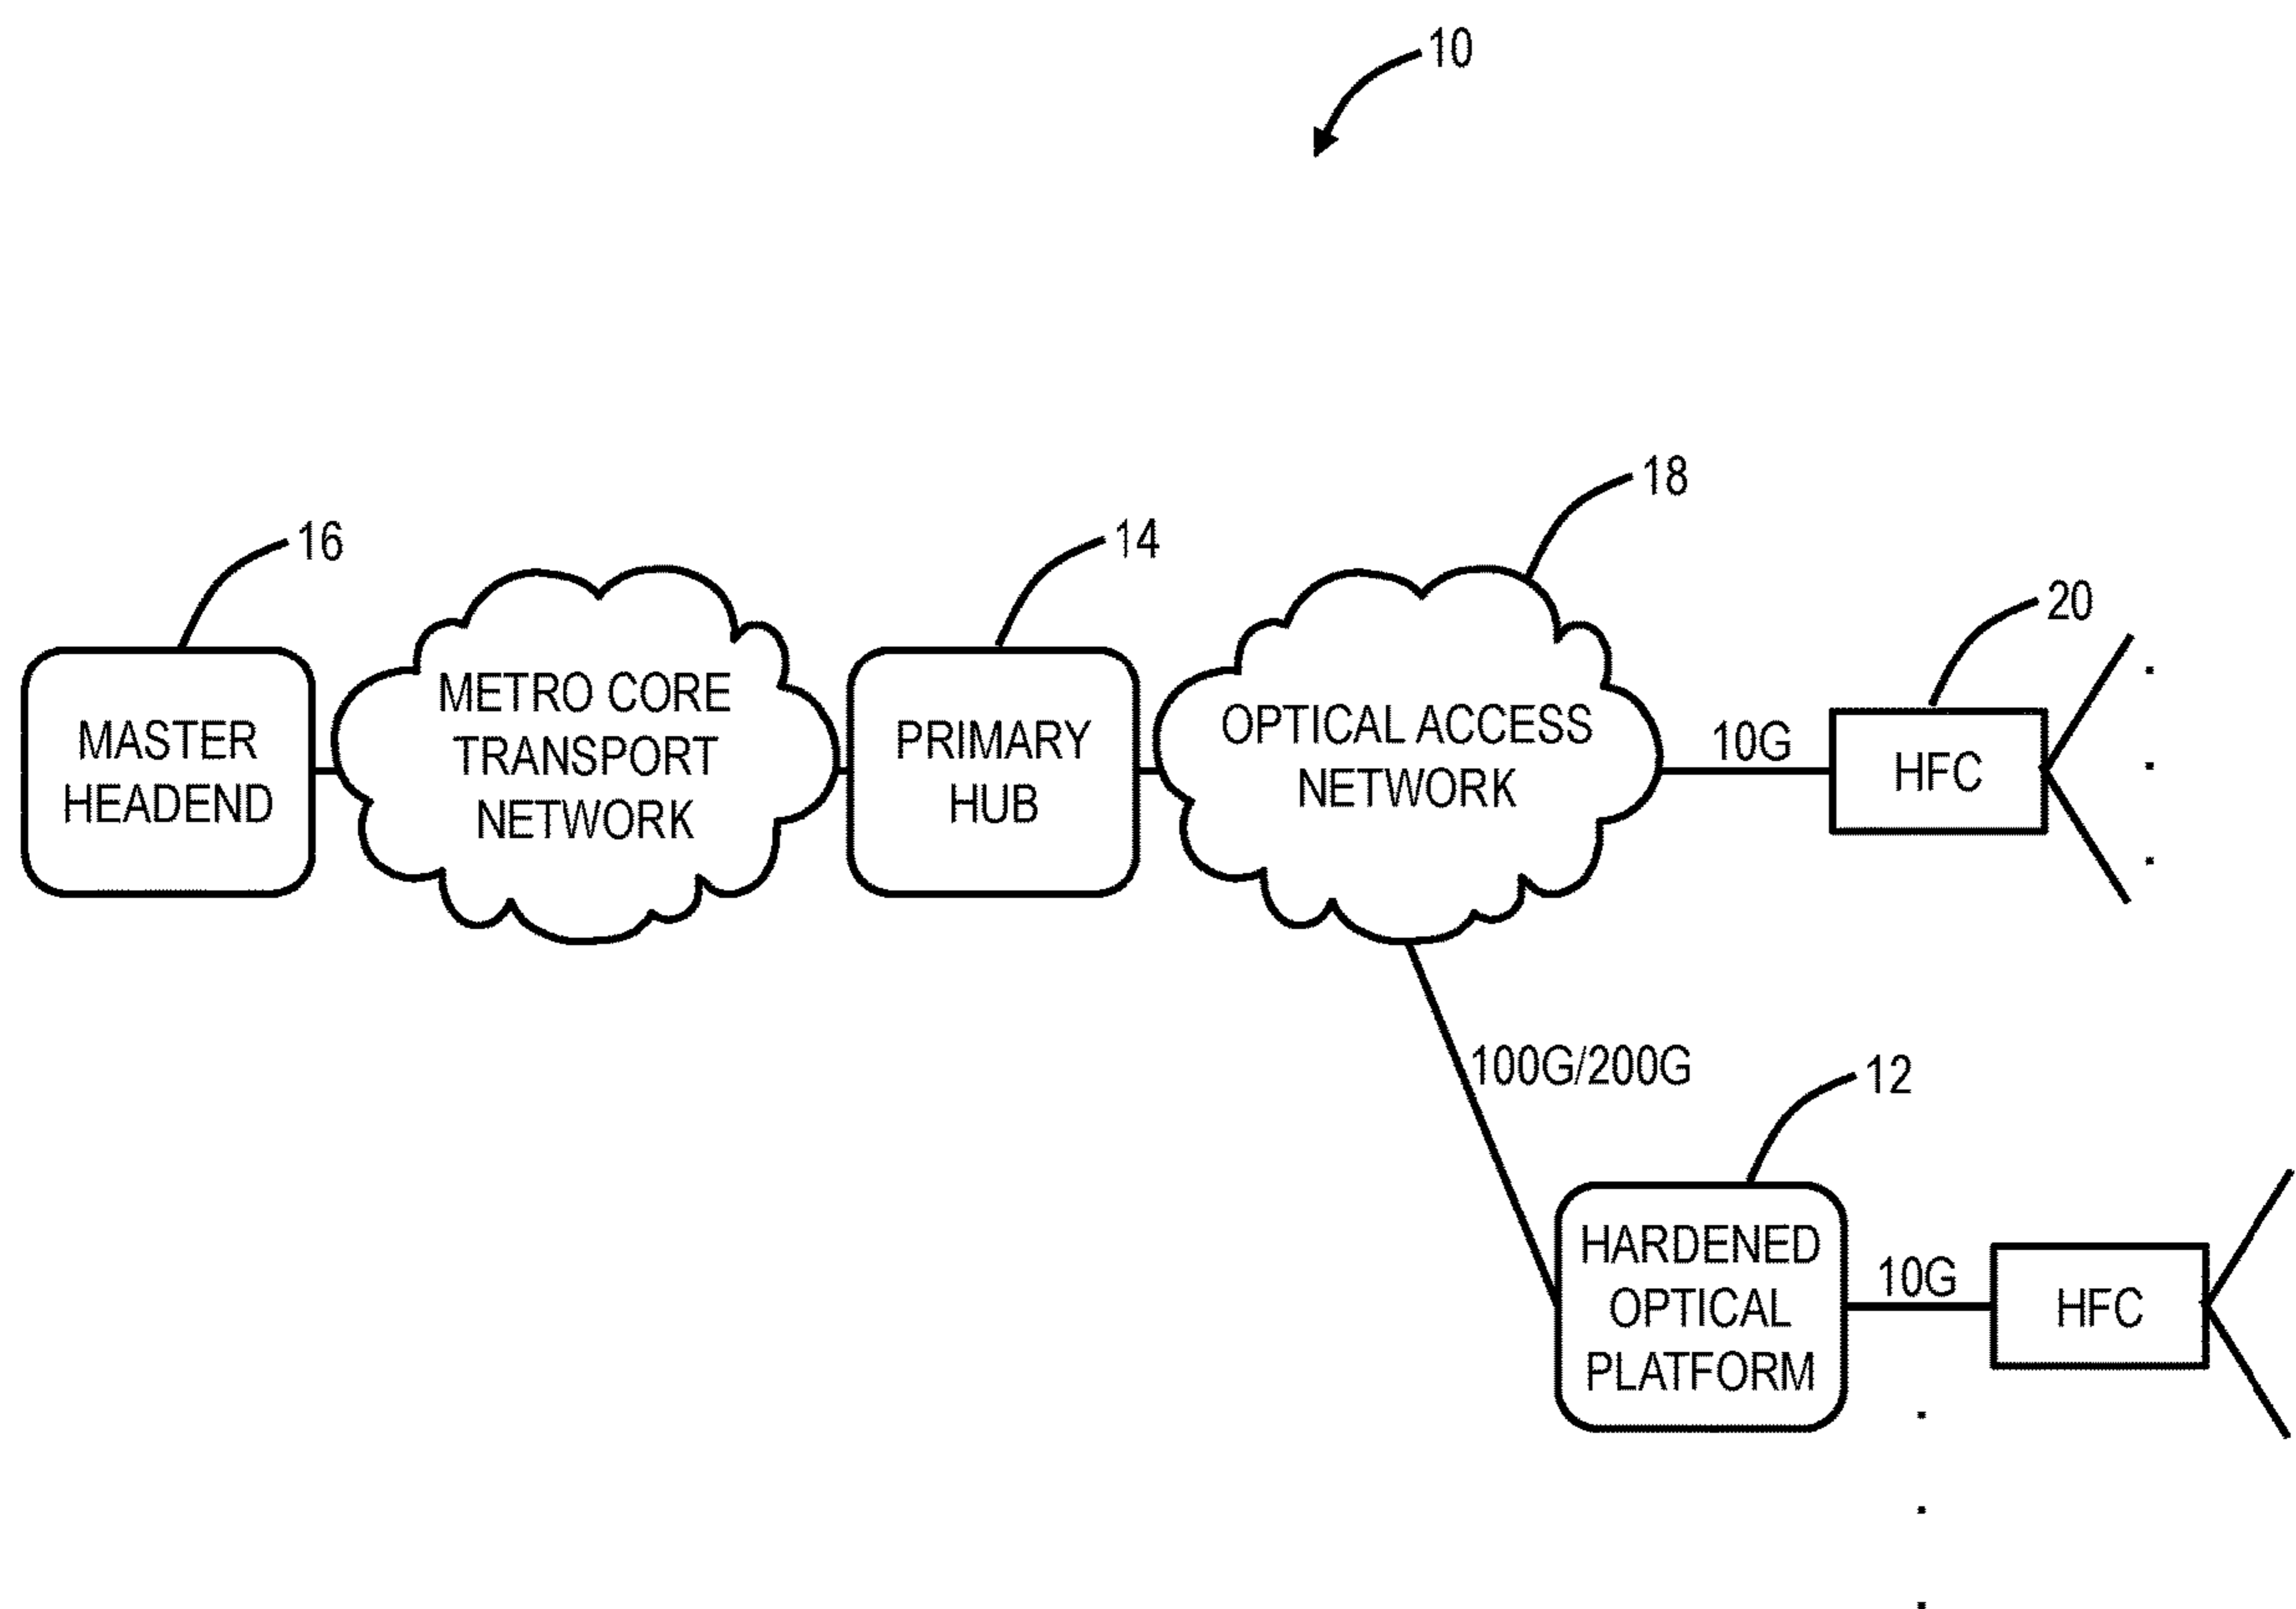 10
18
16
14
20
METRO CORE
TRANSPORT
NETWORK
MASTER
HEADEND
PRIMARY
HUB
OPTICAL ACCESS
NETWORK
10G
HFC
100G/200G
12
HARDENED
OPTICAL
PLATFORM
10G
HFC